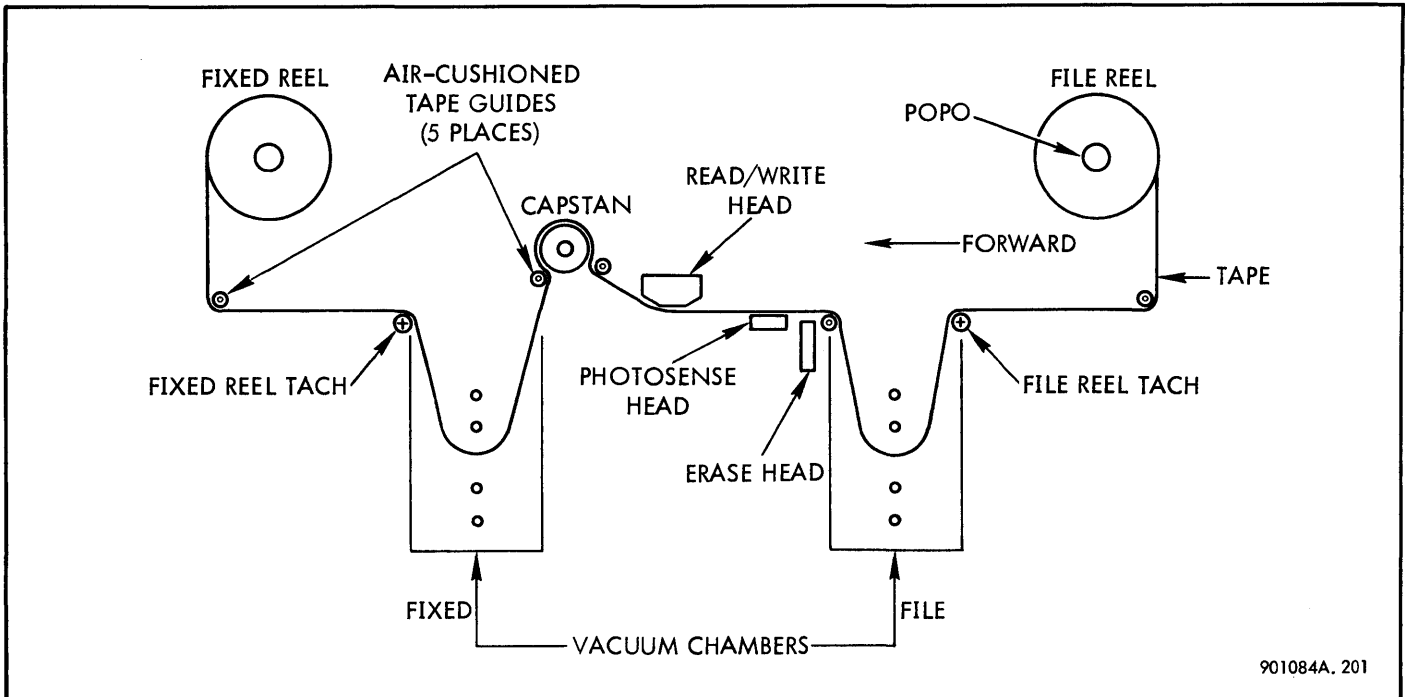 FIXED REEL
AIR-CUSHIONED
TAPE GUIDES
(5 PLACES)
FILE REEL
POPO
CAPSTAN
READ/WRITE
HEAD
FORWARD
TAPE
FIXED REEL TACH
PHOTOSENSE
HEAD
FILE REEL TACH
ERASE HEAD
FIXED
FILE
VACUUM CHAMBERS
901084A. 201